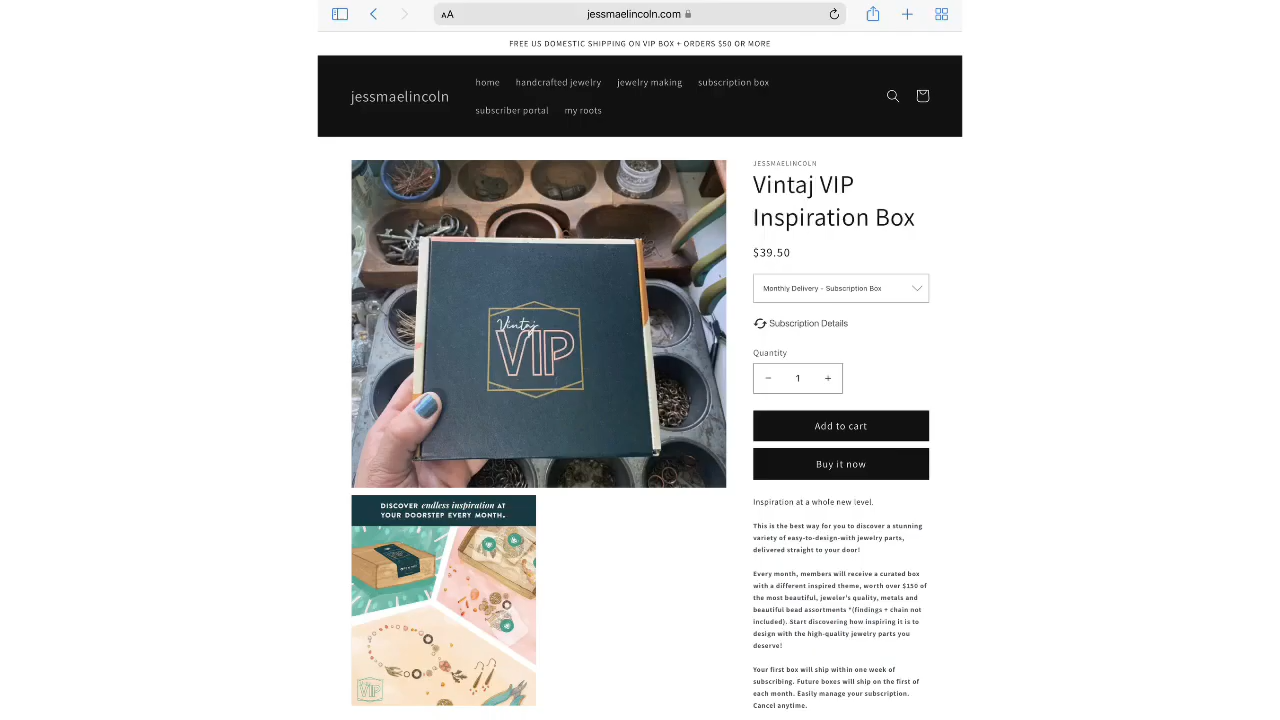 AA
jessmaelincoln.com
FREE US DOMESTIC SHIPPING ON VIP BOX + ORDERS $50 OR MORE
jessmaelincoln
home handcrafted jewelry jewelry making subscription box
subscriber portal my roots
Vintaj
VIP
DISCOVER endless inspiration AT
YOUR DOORSTEP EVERY MONTH.
VIP
JESSMAELINCOLN
Vintaj VIP
Inspiration Box
$39.50
Monthly Delivery - Subscription Box
Subscription Details
Quantity
− 1 +
Add to cart
Buy it now
Inspiration at a whole new level.
This is the best way for you to discover a stunning
variety of easy-to-design-with jewelry parts,
delivered straight to your door!
Every month, members will receive a curated box
with a different inspired theme, worth over $150 of
the most beautiful, jeweler's quality, metals and
beautiful bead assortments *(findings + chain not
included). Start discovering how inspiring it is to
design with the high-quality jewelry parts you
deserve!
Your first box will ship within one week of
subscribing. Future boxes will ship on the first of
each month. Easily manage your subscription.
Cancel anytime.